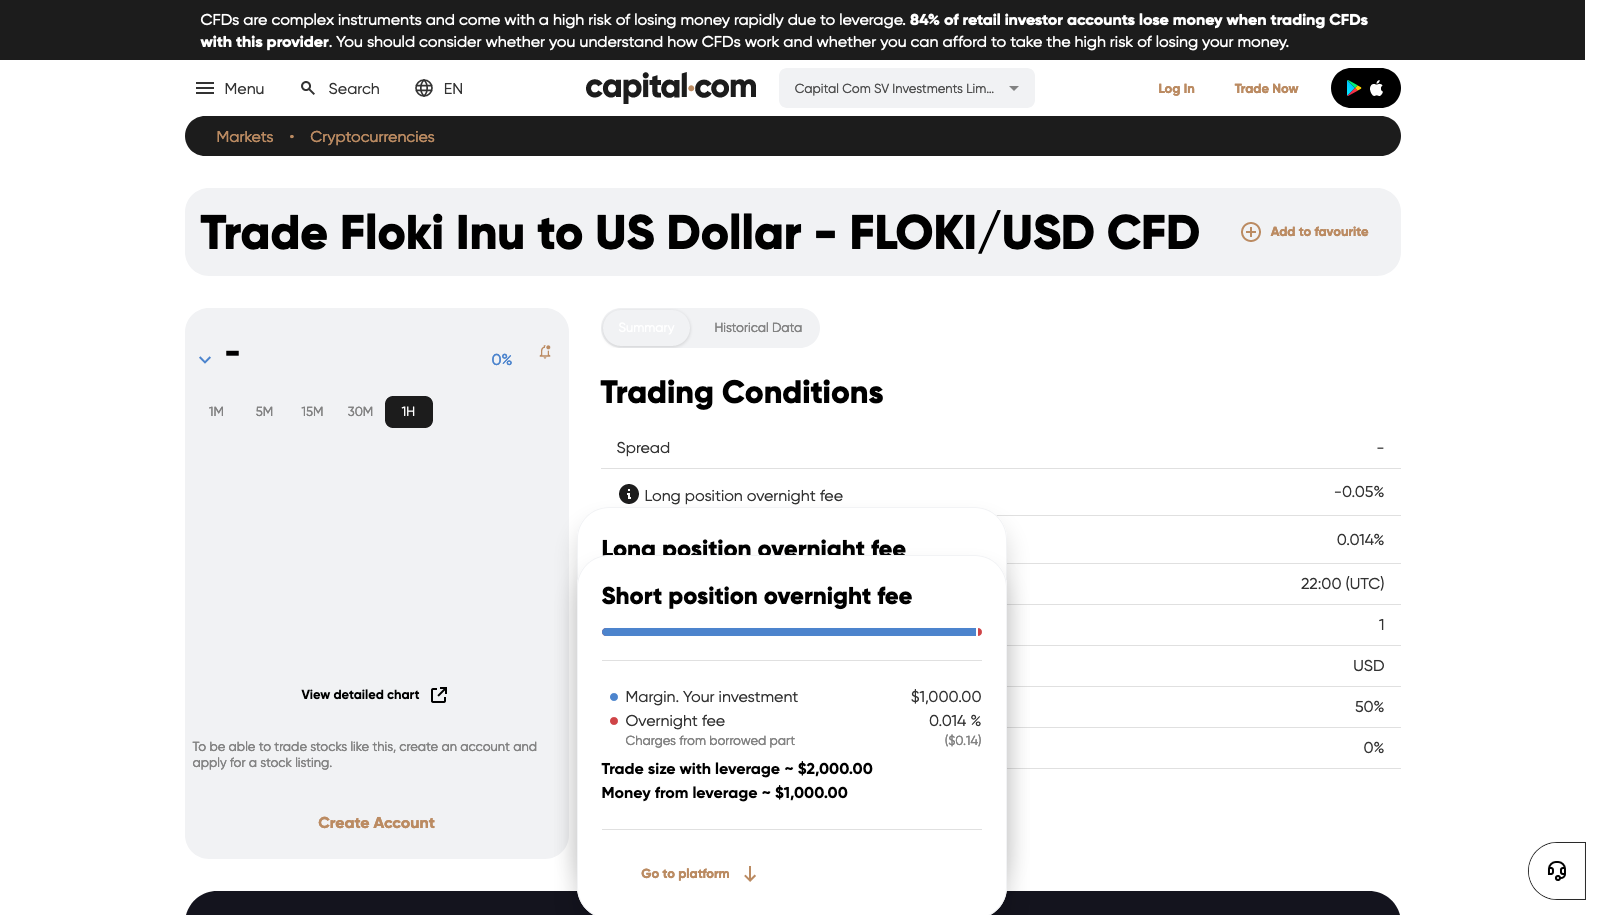 CFDs are complex instruments and come with a high risk of losing money rapidly due to leverage. 84% of retail investor accounts lose money when trading CFDs
with this provider. You should consider whether you understand how CFDs work and whether you can afford to take the high risk of losing your money.
Menu
Search
EN
capital.com
Capital Com SV Investments Lim...
Log In
Trade Now
Markets • Cryptocurrencies
Trade Floki Inu to US Dollar - FLOKI/USD CFD
Add to favourite
-
0%
1M 5M 15M 30M 1H
View detailed chart
To be able to trade stocks like this, create an account and
apply for a stock listing.
Create Account
Summary
Historical Data
Trading Conditions
Spread -
Long position overnight fee -0.05%
0.014%
22:00 (UTC)
1
USD
50%
0%
Long position overnight fee
Short position overnight fee
Margin. Your investment $1,000.00
Overnight fee 0.014 %
Charges from borrowed part ($0.14)
Trade size with leverage ~ $2,000.00
Money from leverage ~ $1,000.00
Go to platform